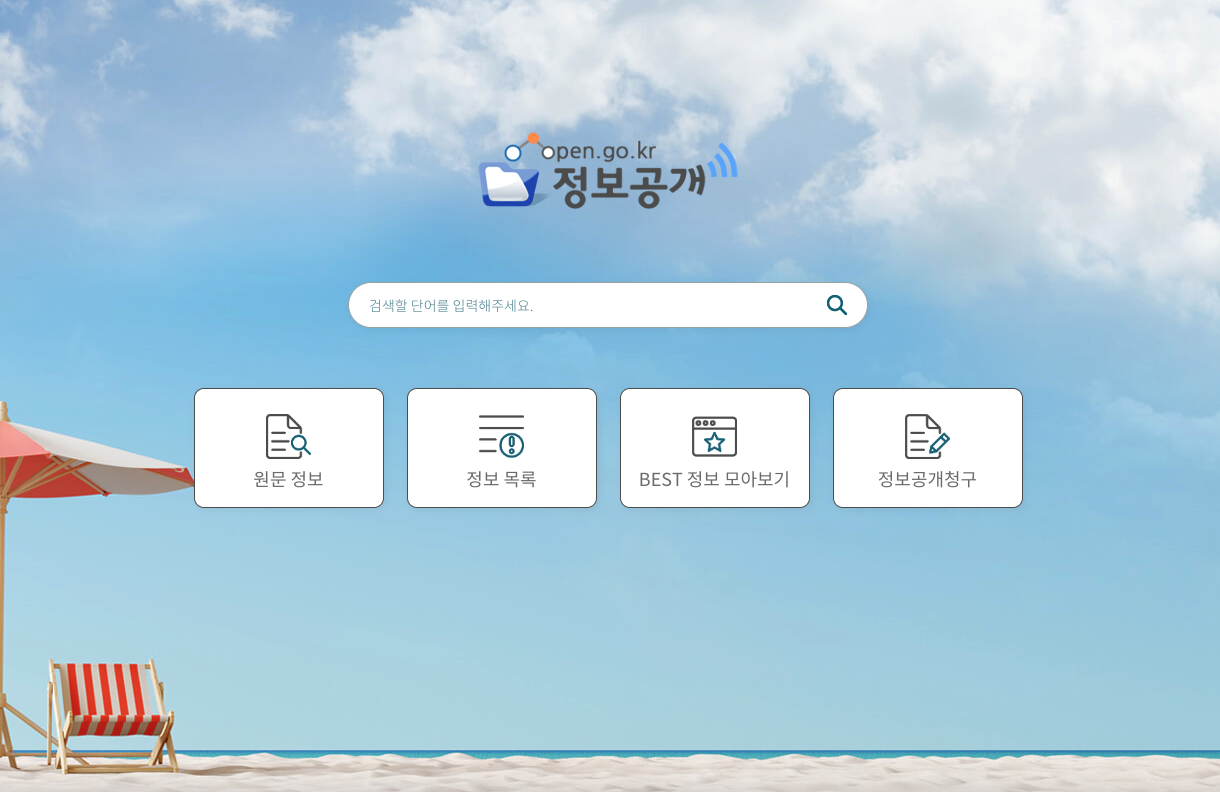 open.go.kr
정보공개
검색할 단어를 입력해주세요.
원문 정보
정보 목록
BEST 정보 모아보기
정보공개청구